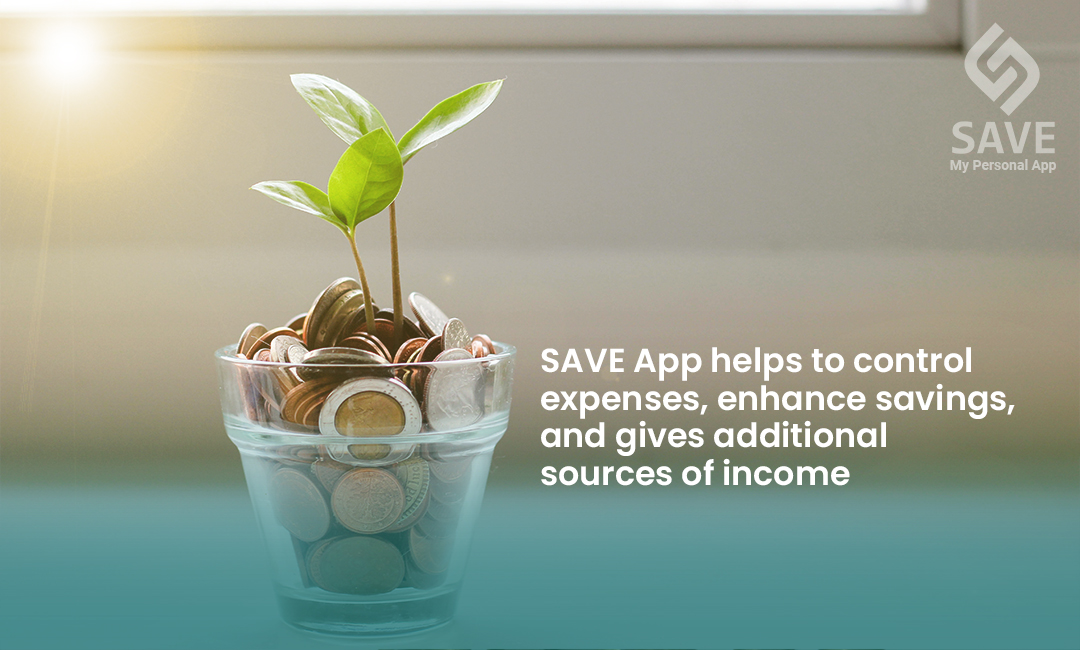 SAVE
My Personal App
SAVE App helps to control
expenses, enhance savings,
and gives additional
sources of income